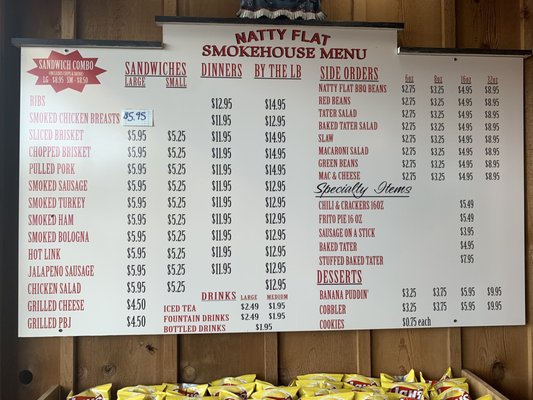 NATTY FLAT
SMOKEHOUSE MENU
SANDWICH COMBO
LG $8.95 SM $8.50
SANDWICHES DINNERS BY THE LB
LARGE SMALL
RIBS $12.95 $14.95
SMOKED CHICKEN BREASTS $5.95 $11.95 $12.95
SLICED BRISKET $5.95 $5.25 $11.95 $14.95
CHOPPED BRISKET $5.95 $5.25 $11.95 $14.95
PULLED PORK $5.95 $5.25 $11.95 $12.95
SMOKED SAUSAGE $5.95 $5.25 $11.95 $12.95
SMOKED TURKEY $5.95 $5.25 $11.95 $12.95
SMOKED HAM $5.95 $5.25 $11.95 $12.95
SMOKED BOLOGNA $5.95 $5.25 $11.95 $12.95
HOT LINK $5.95 $5.25 $11.95 $12.95
JALAPENO SAUSAGE $5.95 $5.25 $11.95 $12.95
CHICKEN SALAD $5.95 $5.25 $12.95
GRILLED CHEESE $4.50
GRILLED PBJ $4.50
DRINKS LARGE MEDIUM
ICED TEA $2.49 $1.95
FOUNTAIN DRINKS $2.49 $1.95
BOTTLED DRINKS $1.95
SIDE ORDERS 6oz 8oz 16oz 32oz
NATTY FLAT BBQ BEANS $2.75 $3.25 $4.95 $8.95
RED BEANS $2.75 $3.25 $4.95 $8.95
TATER SALAD $2.75 $3.25 $4.95 $8.95
BAKED TATER SALAD $2.75 $3.25 $4.95 $8.95
SLAW $2.75 $3.25 $4.95 $8.95
MACARONI SALAD $2.75 $3.25 $4.95 $8.95
GREEN BEANS $2.75 $3.25 $4.95 $8.95
MAC & CHEESE $2.75 $3.25 $4.95 $8.95
Specialty Items
CHILI & CRACKERS 16OZ $5.49
FRITO PIE 16 OZ $5.49
SAUSAGE ON A STICK $3.95
BAKED TATER $4.95
STUFFED BAKED TATER $7.95
DESSERTS
BANANA PUDDIN' $3.25 $3.75 $5.95 $9.95
COBBLER $3.25 $3.75 $5.95 $9.95
COOKIES $0.75 each